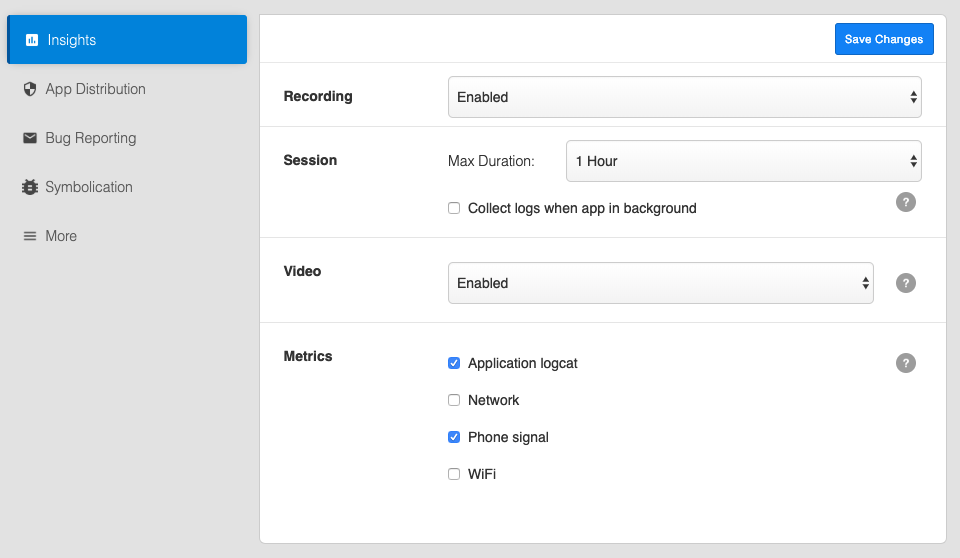 Insights
App Distribution
Bug Reporting
Symbolication
More
Save Changes
Recording
Enabled
Session
Max Duration:
1 Hour
Collect logs when app in background
?
Video
Enabled
?
Metrics
Application logcat
?
Network
Phone signal
WiFi